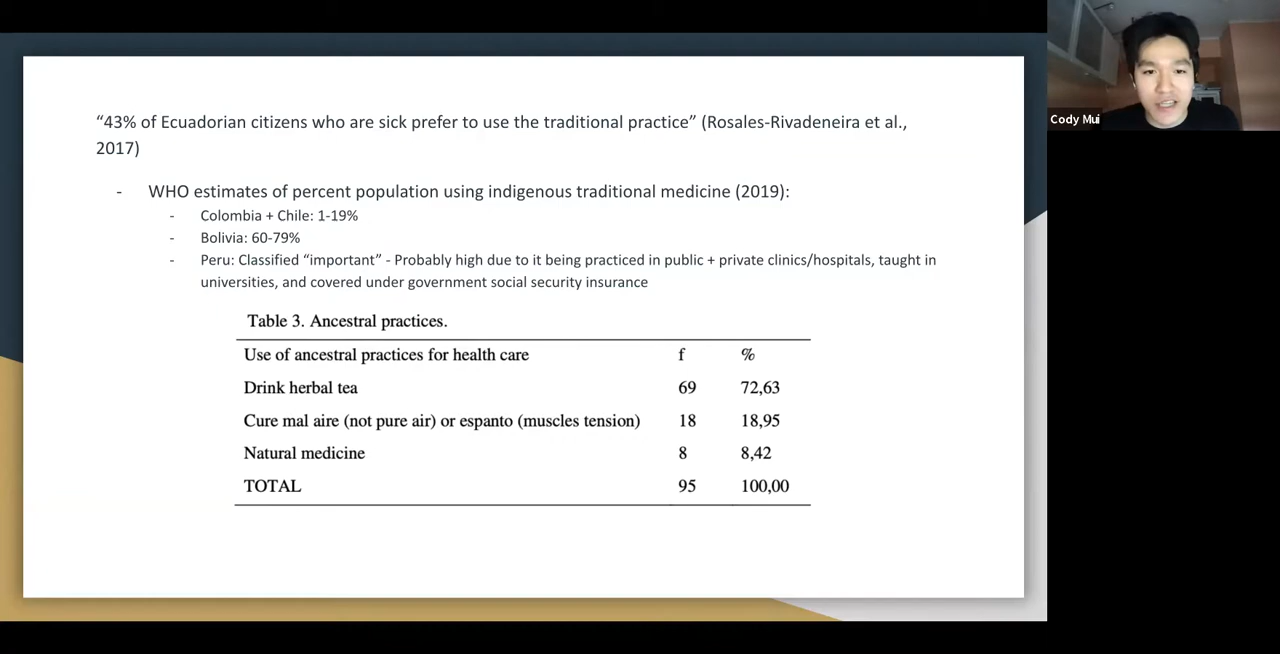 “43% of Ecuadorian citizens who are sick prefer to use the traditional practice” (Rosales-Rivadeneira et al.,
2017)
- WHO estimates of percent population using indigenous traditional medicine (2019):
- Colombia + Chile: 1-19%
- Bolivia: 60-79%
- Peru: Classified “important” - Probably high due to it being practiced in public + private clinics/hospitals, taught in
universities, and covered under government social security insurance
Table 3. Ancestral practices.
Use of ancestral practices for health care f %
Drink herbal tea 69 72,63
Cure mal aire (not pure air) or espanto (muscles tension) 18 18,95
Natural medicine 8 8,42
TOTAL 95 100,00
Cody Mui